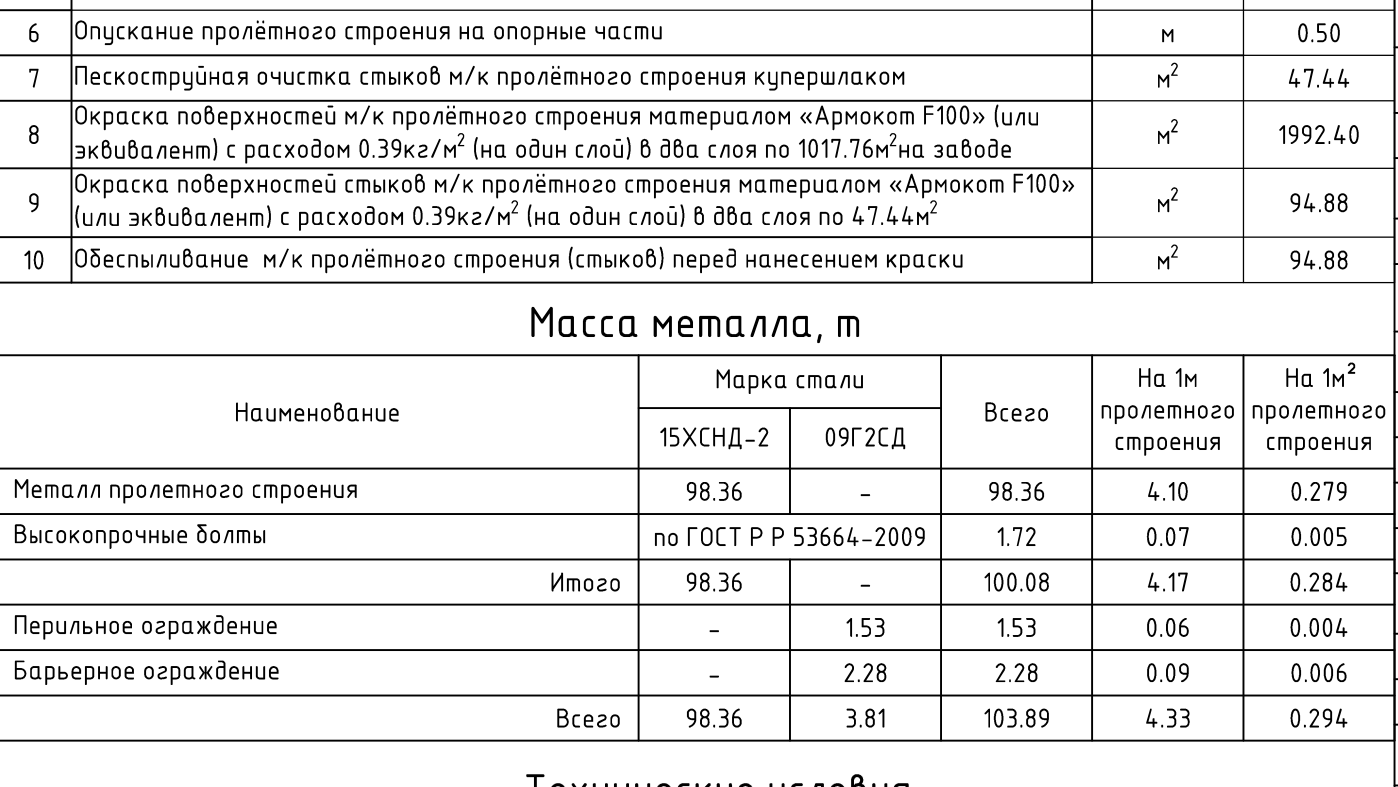 6 Опускание пролётного строения на опорные части м 0.50
7 Пескоструйная очистка стыков м/к пролётного строения купершлаком м² 47.44
8 Окраска поверхностей м/к пролётного строения материалом «Армокот F100» (или
эквивалент) с расходом 0.39кг/м² (на один слой) в два слоя по 1017.76м²на заводе м² 1992.40
9 Окраска поверхностей стыков м/к пролётного строения материалом «Армокот F100»
(или эквивалент) с расходом 0.39кг/м² (на один слой) в два слоя по 47.44м² м² 94.88
10 Обеспыливание м/к пролётного строения (стыков) перед нанесением краски м² 94.88
Масса металла, т
Наименование Марка стали Всего На 1м пролетного строения На 1м² пролетного строения
15ХСНД-2 09Г2СД
Металл пролетного строения 98.36 - 98.36 4.10 0.279
Высокопрочные болты по ГОСТ Р Р 53664-2009 1.72 0.07 0.005
Итого 98.36 - 100.08 4.17 0.284
Перильное ограждение - 1.53 1.53 0.06 0.004
Барьерное ограждение - 2.28 2.28 0.09 0.006
Всего 98.36 3.81 103.89 4.33 0.294
Технические условия